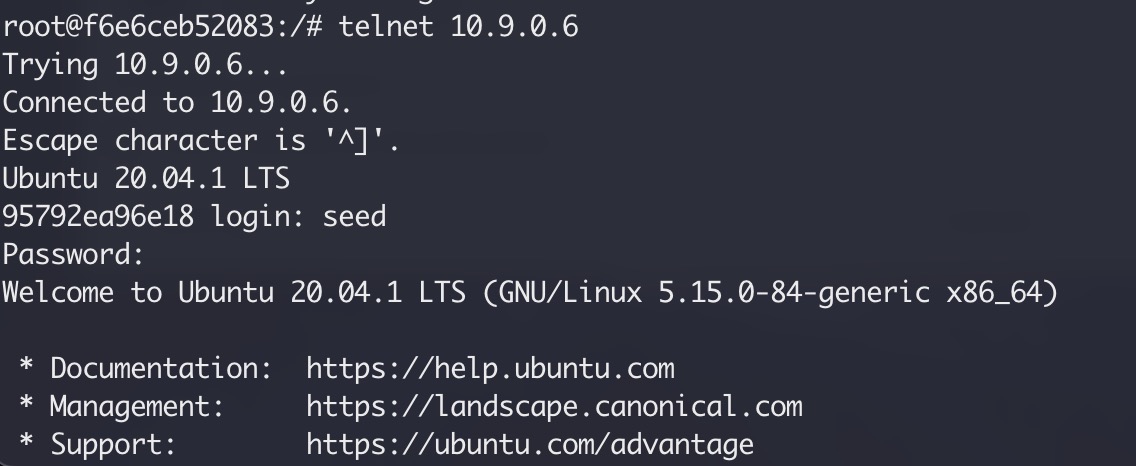 root@f6e6ceb52083:/# telnet 10.9.0.6
Trying 10.9.0.6...
Connected to 10.9.0.6.
Escape character is '^]'.
Ubuntu 20.04.1 LTS
95792ea96e18 login: seed
Password:
Welcome to Ubuntu 20.04.1 LTS (GNU/Linux 5.15.0-84-generic x86_64)

 * Documentation:  https://help.ubuntu.com
 * Management:     https://landscape.canonical.com
 * Support:        https://ubuntu.com/advantage